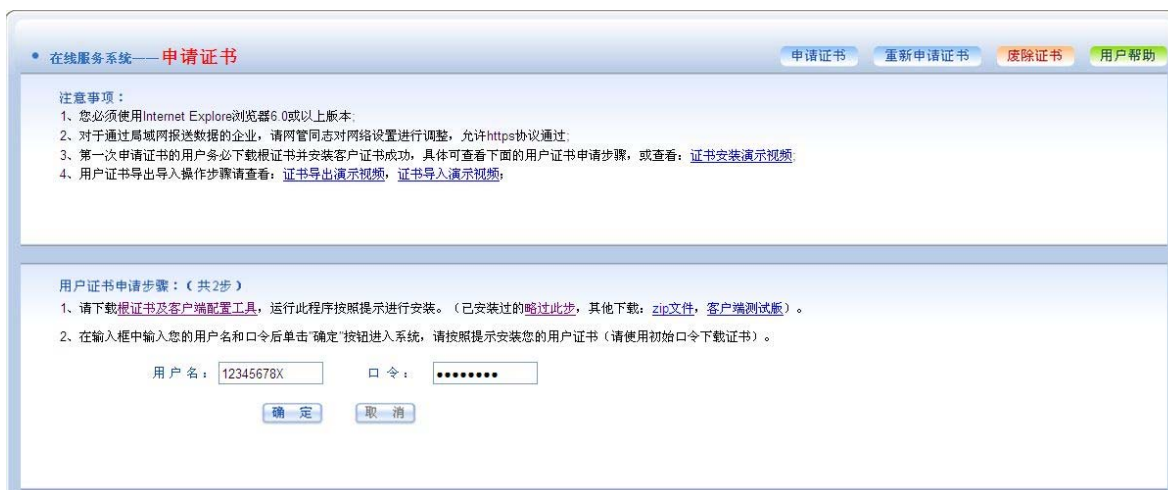 • 在线服务系统——申请证书
申请证书 重新申请证书 废除证书 用户帮助
注意事项：
1、您必须使用Internet Explore浏览器6.0或以上版本;
2、对于通过局域网报送数据的企业，请网管同志对网络设置进行调整，允许https协议通过;
3、第一次申请证书的用户务必下载根证书并安装客户证书成功，具体可查看下面的用户证书申请步骤，或查看：证书安装演示视频;
4、用户证书导出导入操作步骤请查看：证书导出演示视频，证书导入演示视频;
用户证书申请步骤：（共2步）
1、请下载根证书及客户端配置工具，运行此程序按照提示进行安装。（已安装过的略过此步，其他下载：zip文件，客户端测试版）。
2、在输入框中输入您的用户名和口令后单击"确定"按钮进入系统，请按照提示安装您的用户证书（请使用初始口令下载证书）。
用户名： 12345678X 口令： ••••••••
确 定 取 消